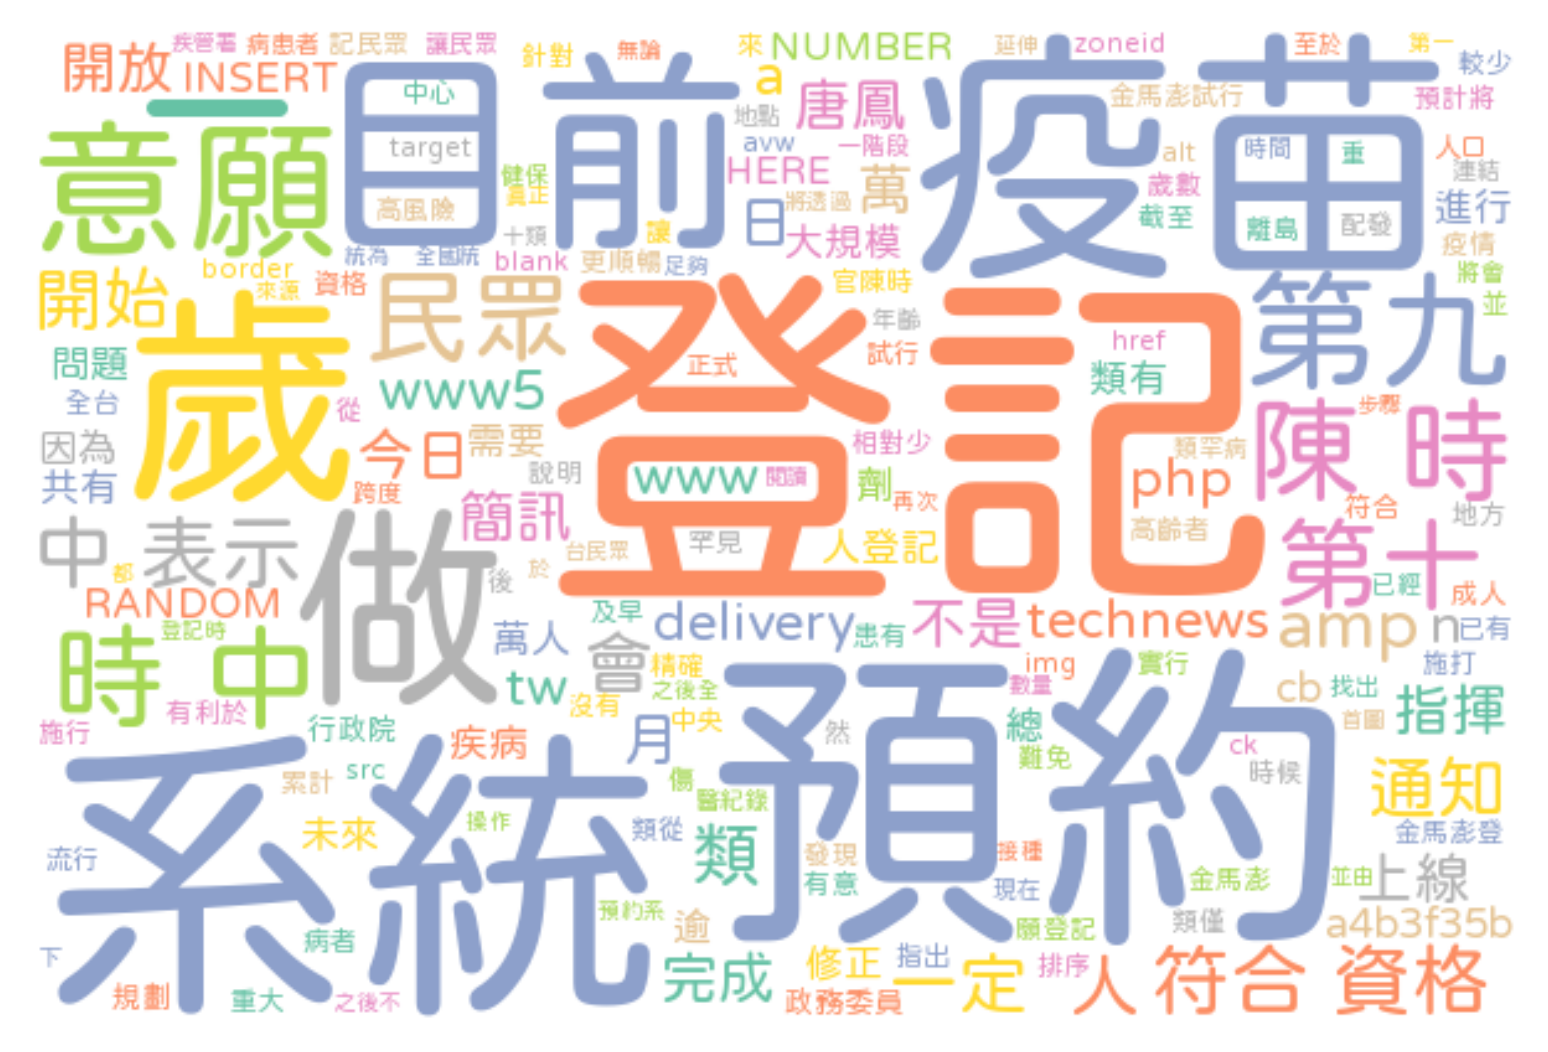 開放 疾管署 病患者 記民眾 讓民眾 針對 無論 來 NUMBER 延伸 zoneid 至於 第一 較少
INSERT 目前 中心 a 唐鳳 疫苗 金馬澎試行 預計將
一 意願 target 地點 avw 一階段 alt 時間 重 人口 連結
高風險 健保 真正 HERE 將透過 萬 歲數 截至 離島 配發 進行 疫情
十類 讓 日 大規模
統為 全國統 blank 更順暢 足夠 官陳時 將會 並
border 來源 資格 開始 歲 民眾 登記 年齡 試行 href 類有 第九
問題 全台 從 www5 正式 步驟
因為 共有 今日 需要 說明 跨度 www 閱讀 相對少 劑 再次 類罕病 php 陳 時 符合 地方
簡訊 台民眾 罕見 人登記 高齡者
中 表示 都 做 後 於 第十 已經 成人
RANDOM 登記時 及早 delivery 患有 不是 technews amp n 已有
時 中 萬人 會 精確 之後全 img 數量 實行 施打
有利於 tw 沒有 cb 找出 首圖 指揮
施行 行政院 疾病 月 中央 預約 然 總 難免 ck 時候
系統 累計 src 傷 醫紀錄 通知
未來 操作 類從 類 金馬澎登
流行 發現 有意 接種 現在 金馬澎 並由 上線
病者 預約系 逾 願登記 類僅 a4b3f35b
下 規劃 重大 之後不 完成 修正 指出 一定 排序 人 符合 資格
政務委員